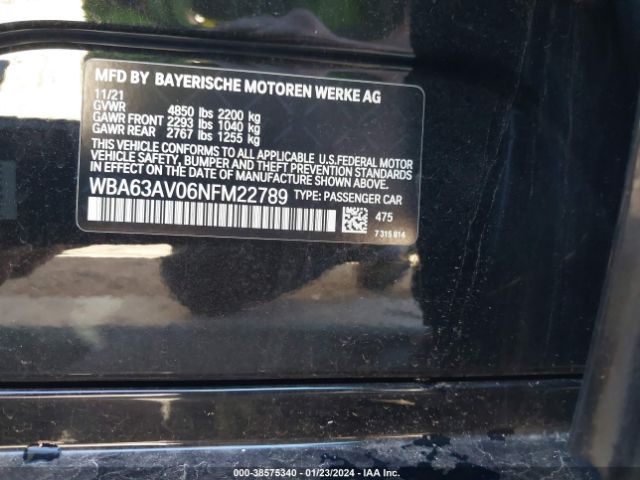 MFD BY BAYERISCHE MOTOREN WERKE AG
11/21
GVWR 4850 lbs 2200 kg
GAWR FRONT 2293 lbs 1040 kg
GAWR REAR 2767 lbs 1255 kg
THIS VEHICLE CONFORMS TO ALL APPLICABLE U.S.FEDERAL MOTOR
VEHICLE SAFETY, BUMPER AND THEFT PREVENTION STANDARDS
IN EFFECT ON THE DATE OF MANUFACTURE SHOWN ABOVE.
WBA63AV06NFM22789 TYPE: PASSENGER CAR
475
7 315 814
000-38575340 - 01/23/2024 - IAA Inc.